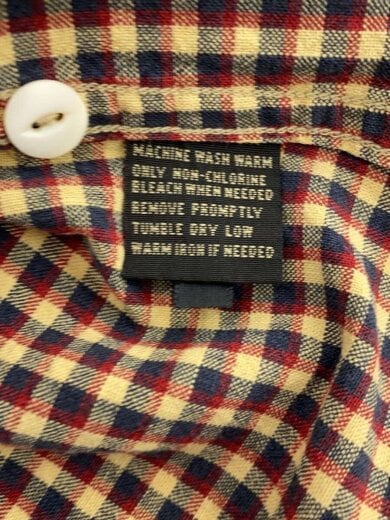 MACHINE WASH WARM
ONLY NON-CHLORINE
BLEACH WHEN NEEDED
REMOVE PROMPTLY
TUMBLE DRY LOW
WARM IRON IF NEEDED